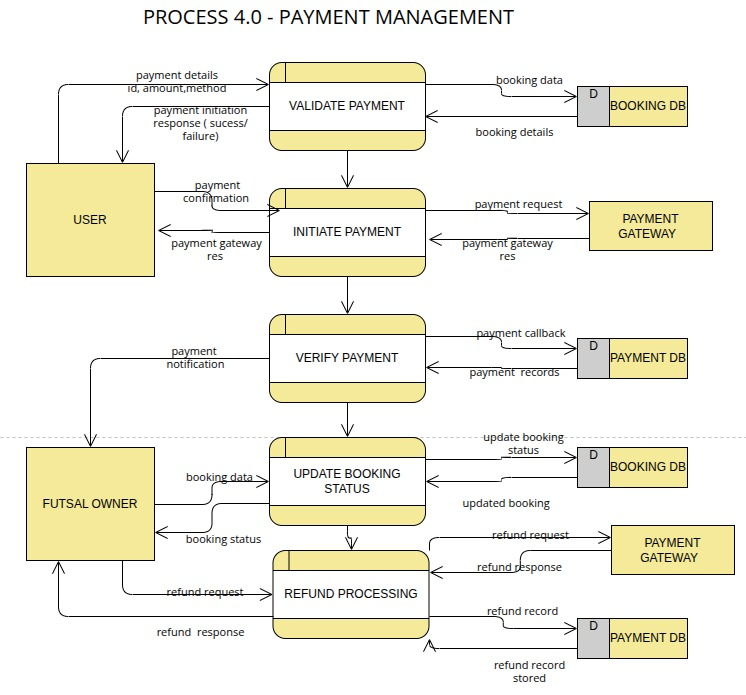 PROCESS 4.0 - PAYMENT MANAGEMENT
payment details
id, amount,method
payment initiation
response ( sucess/
failure)
VALIDATE PAYMENT
booking data
booking details
D
BOOKING DB
USER
payment
confirmation
payment gateway
res
INITIATE PAYMENT
payment request
payment gateway
res
PAYMENT
GATEWAY
payment
notification
VERIFY PAYMENT
payment callback
payment  records
D
PAYMENT DB
FUTSAL OWNER
booking data
booking status
UPDATE BOOKING
STATUS
update booking
status
updated booking
D
BOOKING DB
refund request
refund  response
REFUND PROCESSING
refund request
refund response
PAYMENT
GATEWAY
refund record
refund record
stored
D
PAYMENT DB